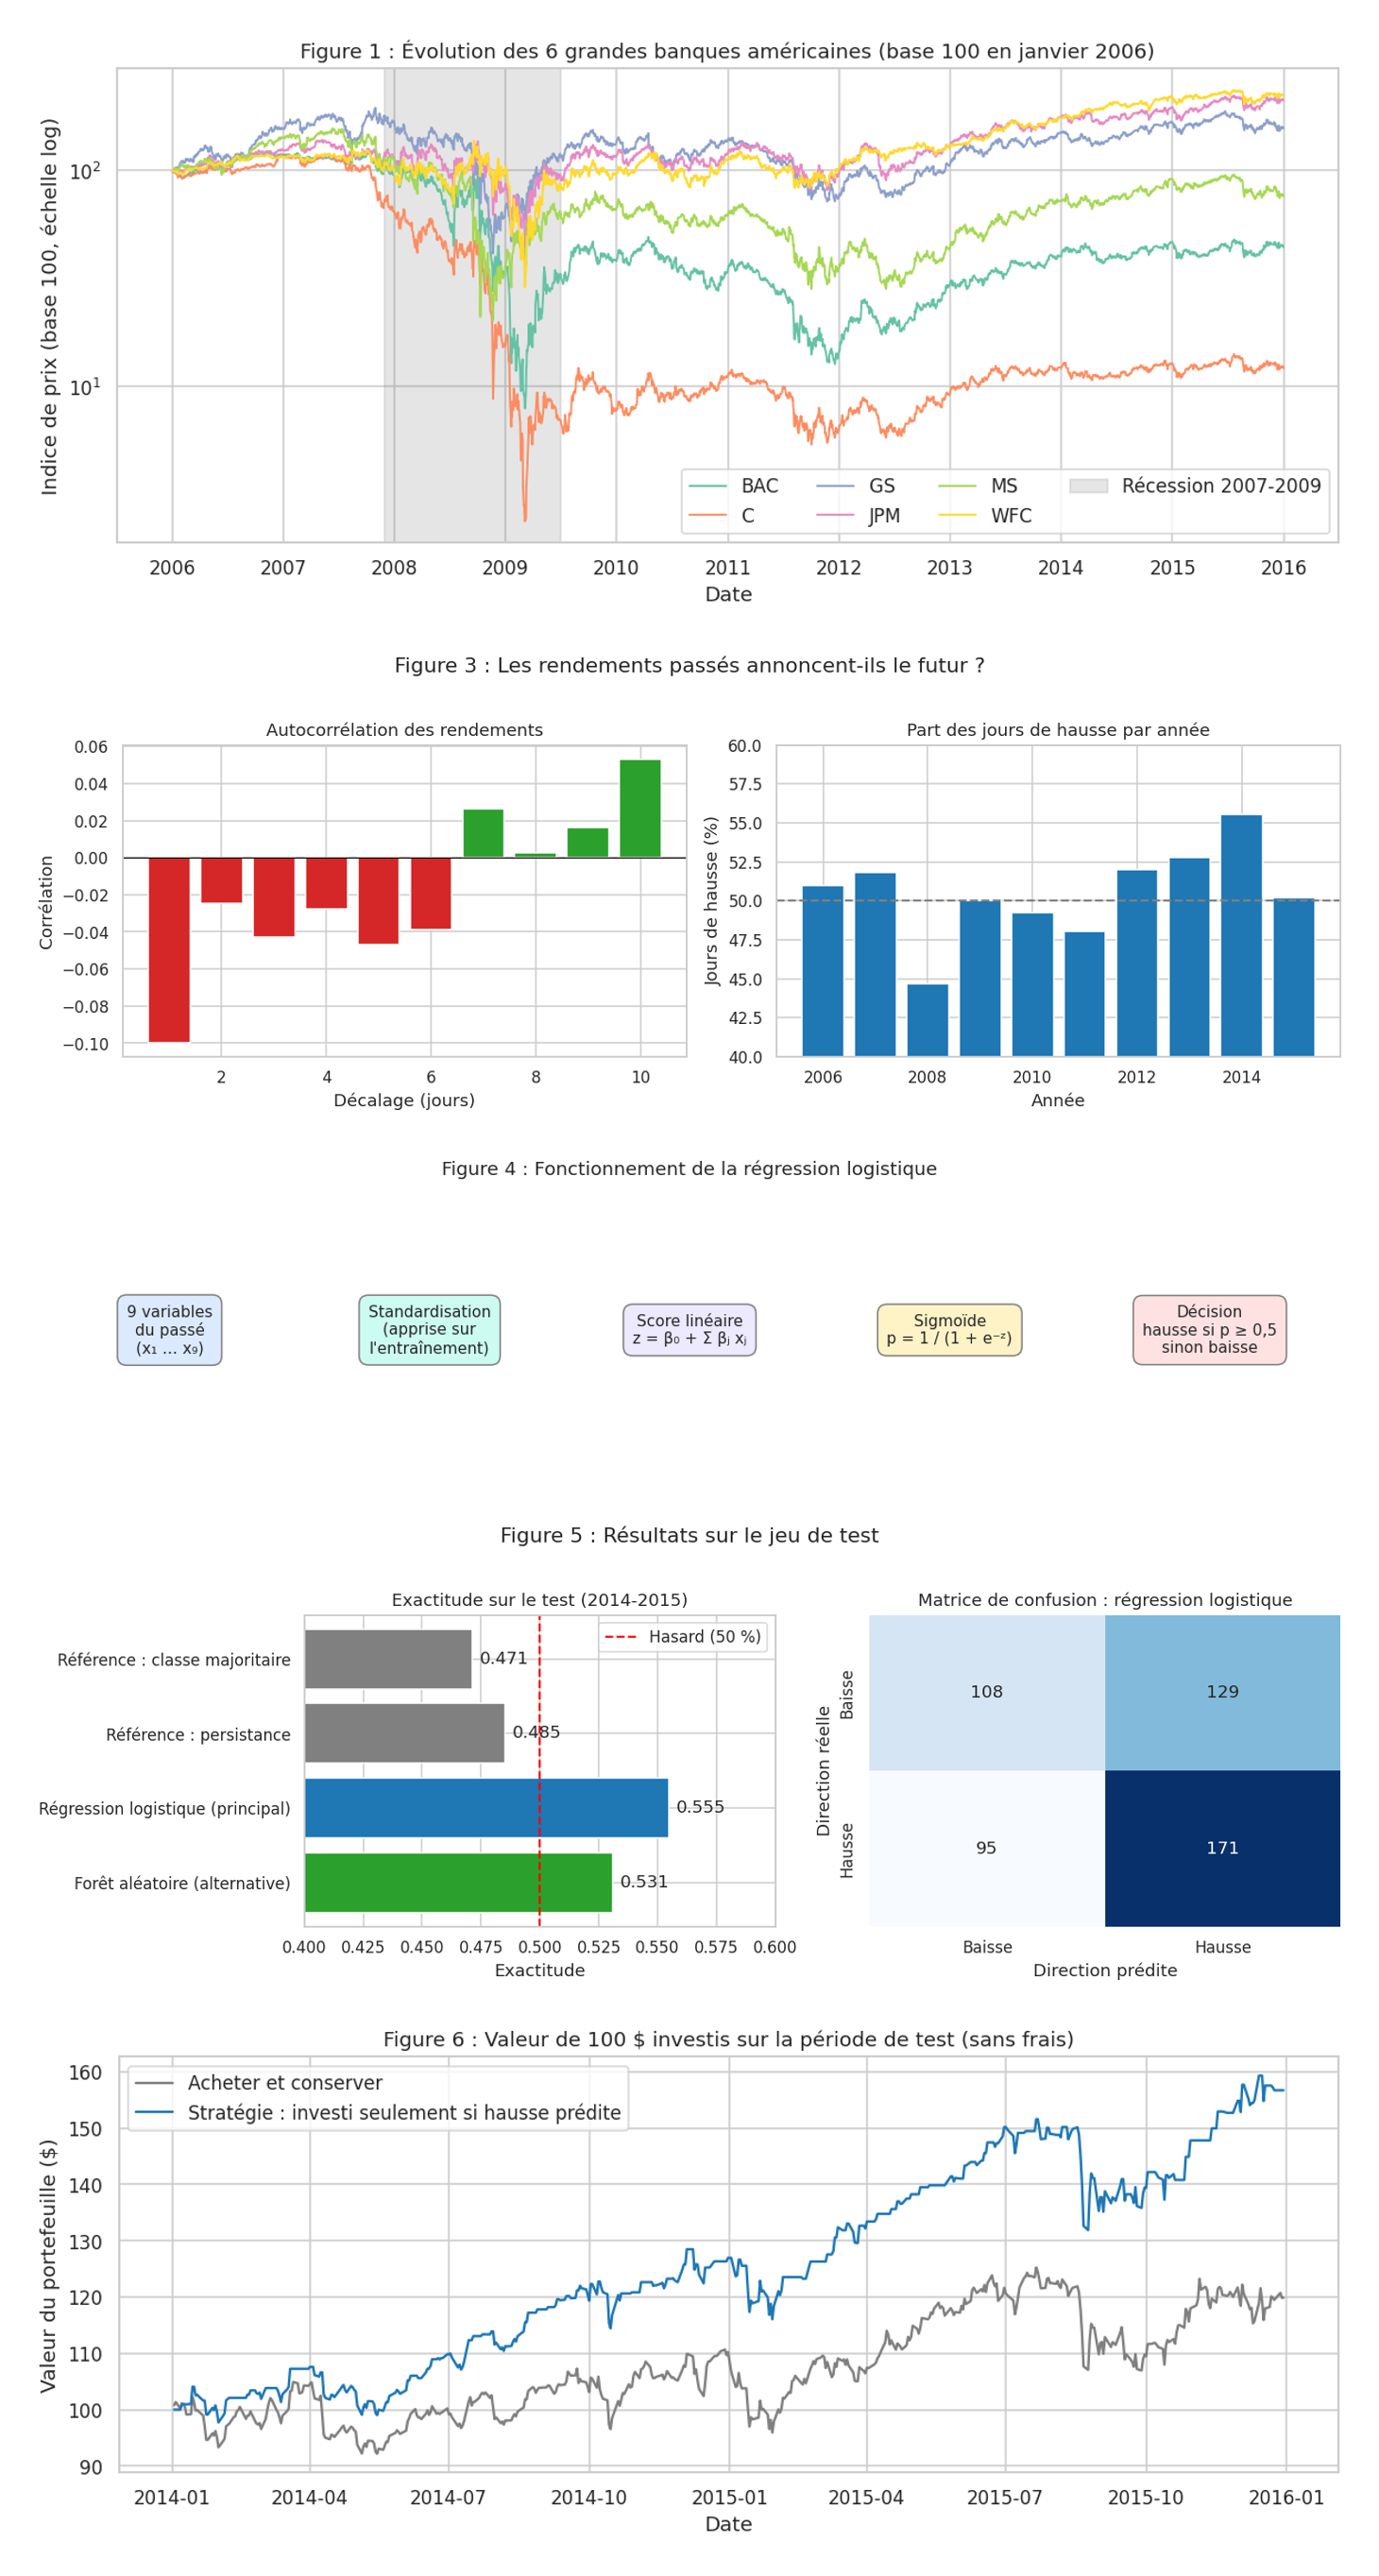 Figure 1 : Évolution des 6 grandes banques américaines (base 100 en janvier 2006)
Indice de prix (base 100, échelle log)
10²
10¹
BAC
GS
MS
Récession 2007-2009
C
JPM
WFC
2006 2007 2008 2009 2010 2011 2012 2013 2014 2015 2016
Date
Figure 3 : Les rendements passés annoncent-ils le futur ?
Autocorrélation des rendements
Corrélation
0.06
0.04
0.02
0.00
−0.02
−0.04
−0.06
−0.08
−0.10
2 4 6 8 10
Décalage (jours)
Part des jours de hausse par année
Jours de hausse (%)
60.0
57.5
55.0
52.5
50.0
47.5
45.0
42.5
40.0
2006 2008 2010 2012 2014
Année
Figure 4 : Fonctionnement de la régression logistique
9 variables
du passé
(x₁ … x₉)
Standardisation
(apprise sur
l'entraînement)
Score linéaire
z = β₀ + Σ βⱼ xⱼ
Sigmoïde
p = 1 / (1 + e⁻ᶻ)
Décision
hausse si p ≥ 0,5
sinon baisse
Figure 5 : Résultats sur le jeu de test
Exactitude sur le test (2014-2015)
Hasard (50 %)
Référence : classe majoritaire
0.471
Référence : persistance
0.485
Régression logistique (principal)
0.555
Forêt aléatoire (alternative)
0.531
0.400 0.425 0.450 0.475 0.500 0.525 0.550 0.575 0.600
Exactitude
Matrice de confusion : régression logistique
Direction réelle
Baisse
108 129
Hausse
95 171
Baisse Hausse
Direction prédite
Figure 6 : Valeur de 100 $ investis sur la période de test (sans frais)
Acheter et conserver
Stratégie : investi seulement si hausse prédite
Valeur du portefeuille ($)
160
150
140
130
120
110
100
90
2014-01 2014-04 2014-07 2014-10 2015-01 2015-04 2015-07 2015-10 2016-01
Date